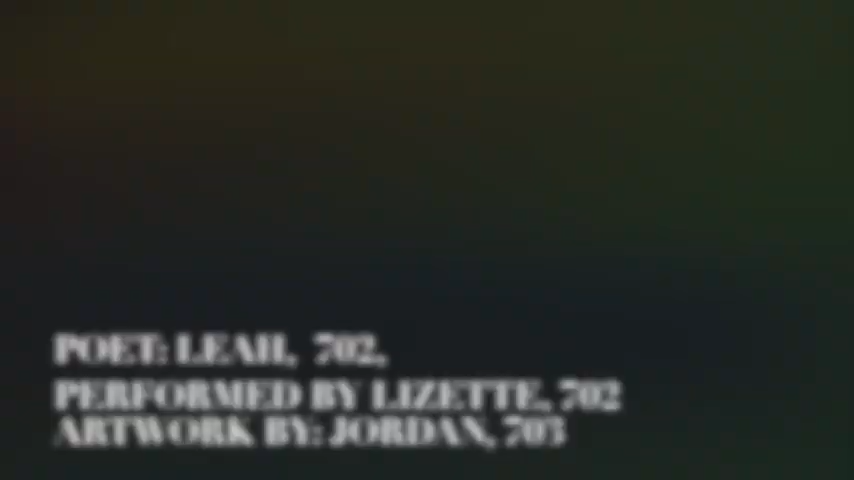 POET: LEAH, 702,
PERFORMED BY LIZETTE, 702
ARTWORK BY: JORDAN, 703